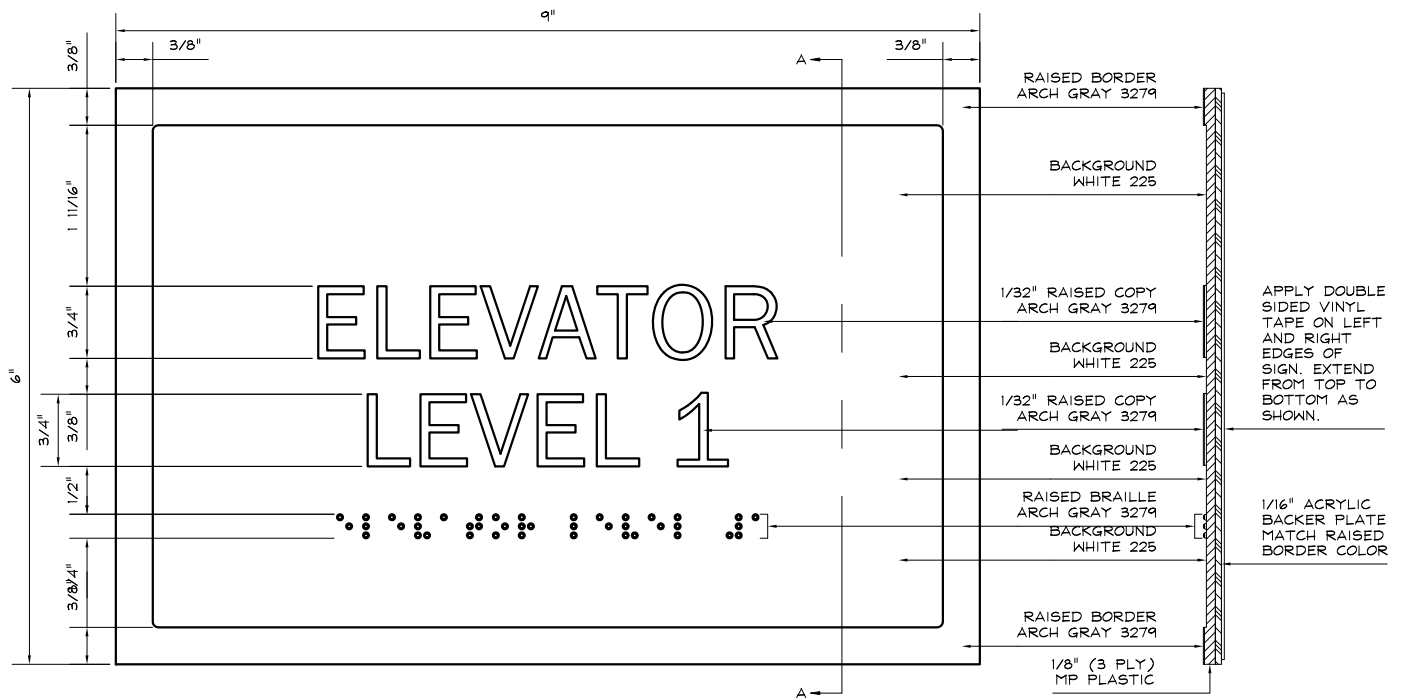 9"
3/8"
3/8"
3/8"
A
A
6"
1 11/16"
3/4"
3/8"
3/4"
1/2"
ELEVATOR
LEVEL 1
RAISED BORDER
ARCH GRAY 3279
BACKGROUND
WHITE 225
1/32" RAISED COPY
ARCH GRAY 3279
BACKGROUND
WHITE 225
1/32" RAISED COPY
ARCH GRAY 3279
BACKGROUND
WHITE 225
RAISED BRAILLE
ARCH GRAY 3279
BACKGROUND
WHITE 225
RAISED BORDER
ARCH GRAY 3279
1/8" (3 PLY)
MP PLASTIC
APPLY DOUBLE
SIDED VINYL
TAPE ON LEFT
AND RIGHT
EDGES OF
SIGN. EXTEND
FROM TOP TO
BOTTOM AS
SHOWN.
1/16" ACRYLIC
BACKER PLATE
MATCH RAISED
BORDER COLOR